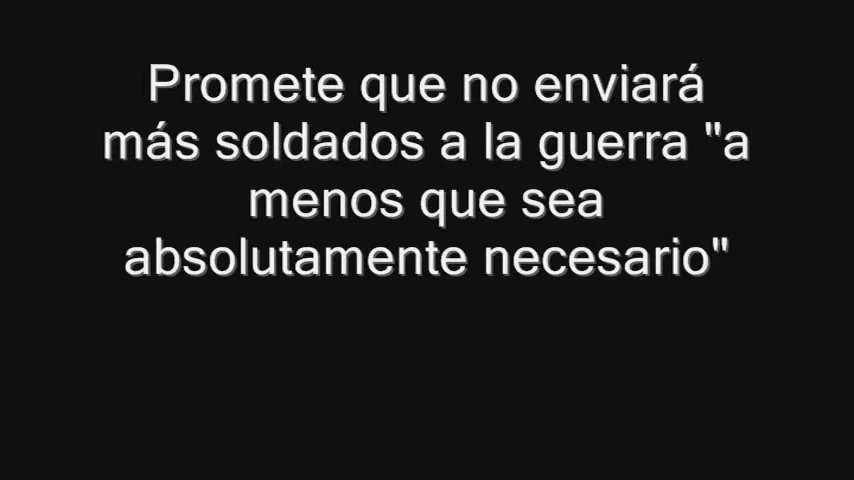 Promete que no enviará
más soldados a la guerra "a
menos que sea
absolutamente necesario"